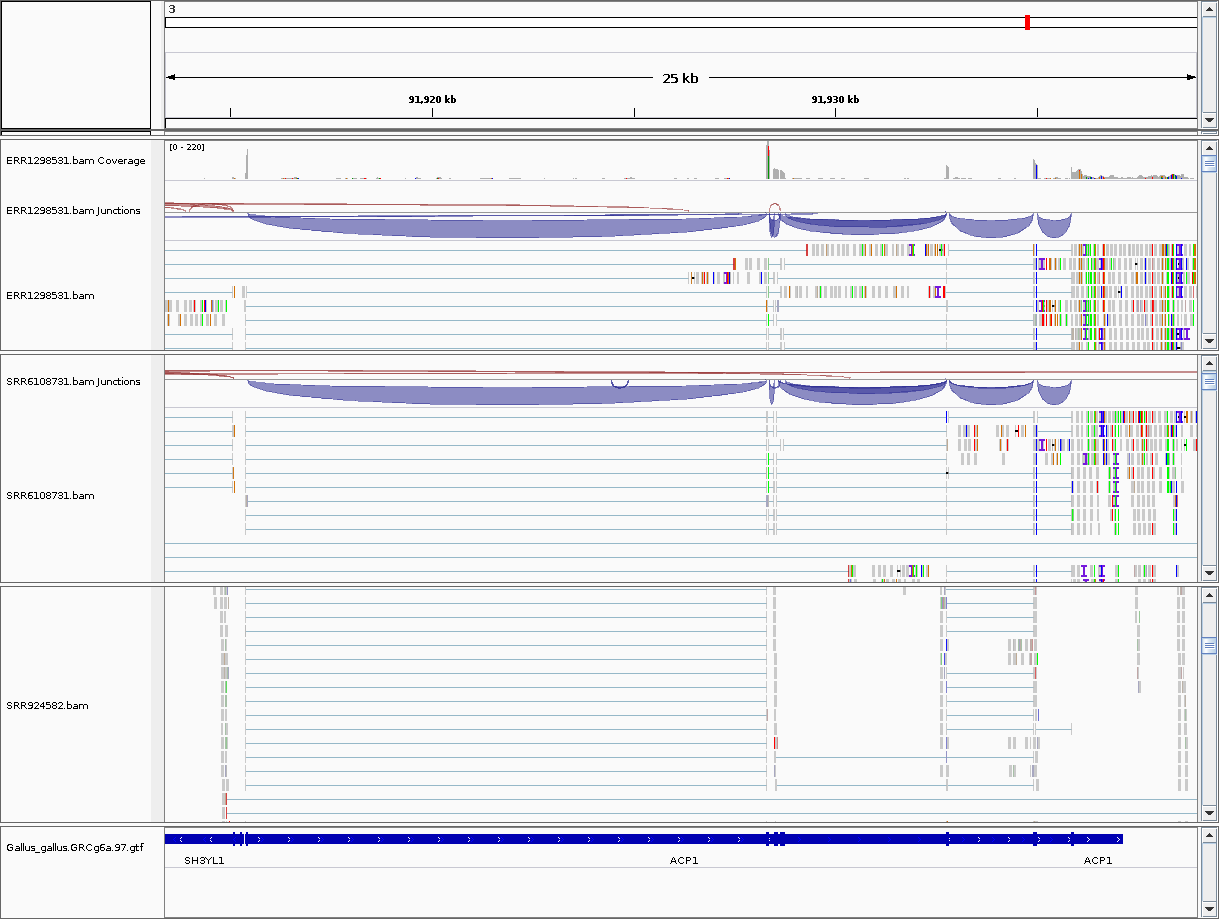 3
25 kb
91,920 kb 91,930 kb
[0 - 220]
ERR1298531.bam Coverage
ERR1298531.bam Junctions
ERR1298531.bam
SRR6108731.bam Junctions
SRR6108731.bam
SRR924582.bam
Gallus_gallus.GRCg6a.97.gtf
SH3YL1 ACP1 ACP1